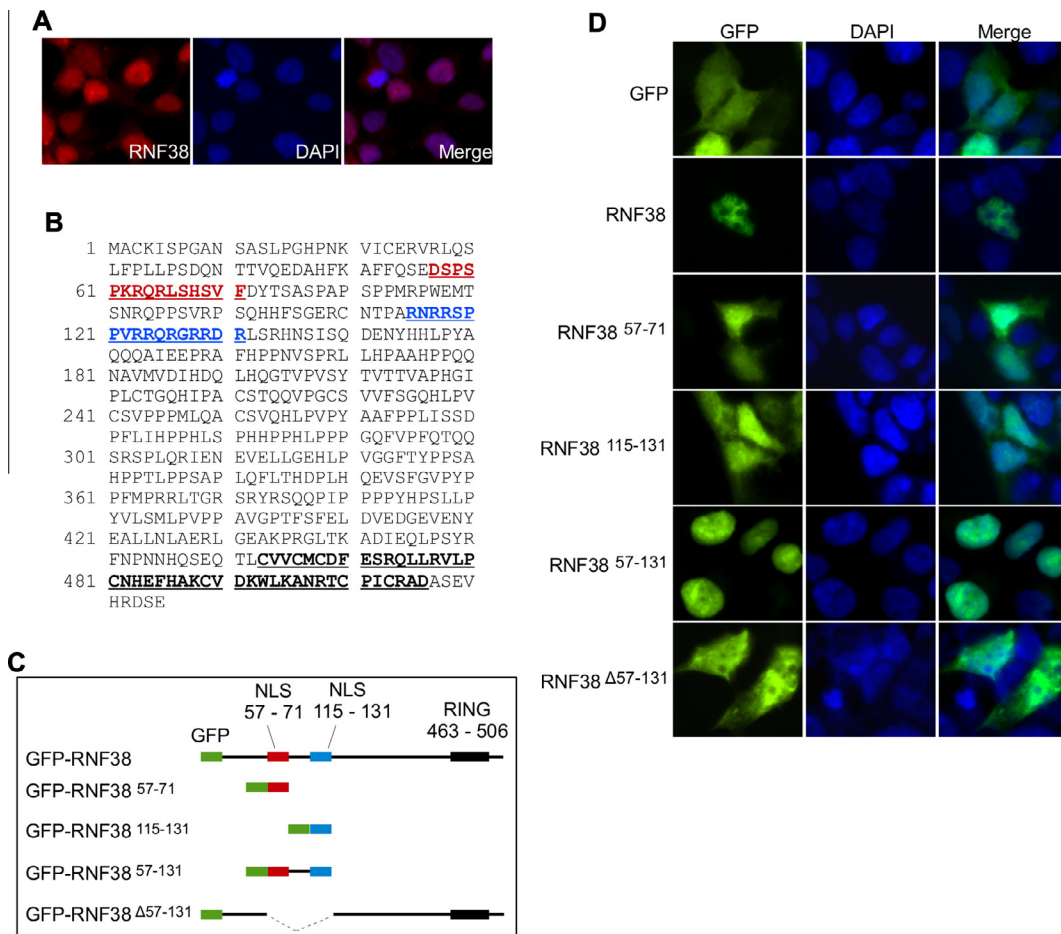 A
RNF38 DAPI Merge
B
1 MACKISPGAN SASLPGHPNK VICERVRLQS
LFPLLPSDQN TTVQEDAHFK AFFQSEDSPS
61 PKRQRLSHSV FDYTSASPAP SPPMRPWEMT
SNRQPPSVRP SQHHFSGERC NTPARNRRSP
121 PVRRQRGRRD RLSRHNSISQ DENYHHLPYA
QQQAIEEPRA FHPPNVSPRL LHPAAHPPQQ
181 NAVMVDIHDQ LHQGTVPVSY TVTTVAPHGI
PLCTGQHIPA CSTQQVPGCS VVFSGQHLPV
241 CSVPPPMLQA CSVQHLPVPY AAFPPLISSD
PFLIHPPHLS PHHPPHLPPP GQFVPFQTQQ
301 SRSPLQRIEN EVELLGEHLP VGGFTYPPSA
HPPTLPPSAP LQFLTHDPLH QEVSFGVPYP
361 PFMPRRLTGR SRYRSQQPIP PPPYHPSLLP
YVLSMLPVPP AVGPTFSFEL DVEDGEVENY
421 EALLNLAERL GEAKPRGLTK ADIEQLPSYR
FNPNNHQSEQ TLCVVCMCDF ESRQLLRVLP
481 CNHEFHAKCV DKWLKANRTC PICRADASEV
HRDSE
C
NLS NLS
57 - 71 115 - 131 RING
GFP 463 - 506
GFP-RNF38
GFP-RNF38 57-71
GFP-RNF38 115-131
GFP-RNF38 57-131
GFP-RNF38 Δ57-131
D
GFP DAPI Merge
GFP
RNF38
RNF38 57-71
RNF38 115-131
RNF38 57-131
RNF38 Δ57-131